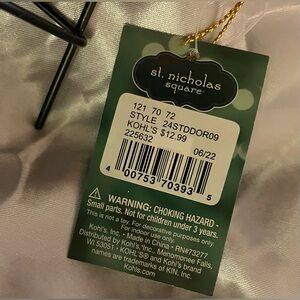 st. nicholas
square
121 70 72
STYLE 24STDDOR09
KOHL'S $12.99
225632
06/22
4 00753 70393 5
WARNING: CHOKING HAZARD -
Small parts. Not for children under 3 years.
This is not a toy. For decorative purposes only.
For indoor use only.
Kohl's, Inc. • Made in China • RN#73277
Distributed by Kohl's, Inc., Menomonee Falls,
WI 53051 • KOHL'S® and Kohl's brand
names are trademarks of KIN, Inc.
Kohls.com